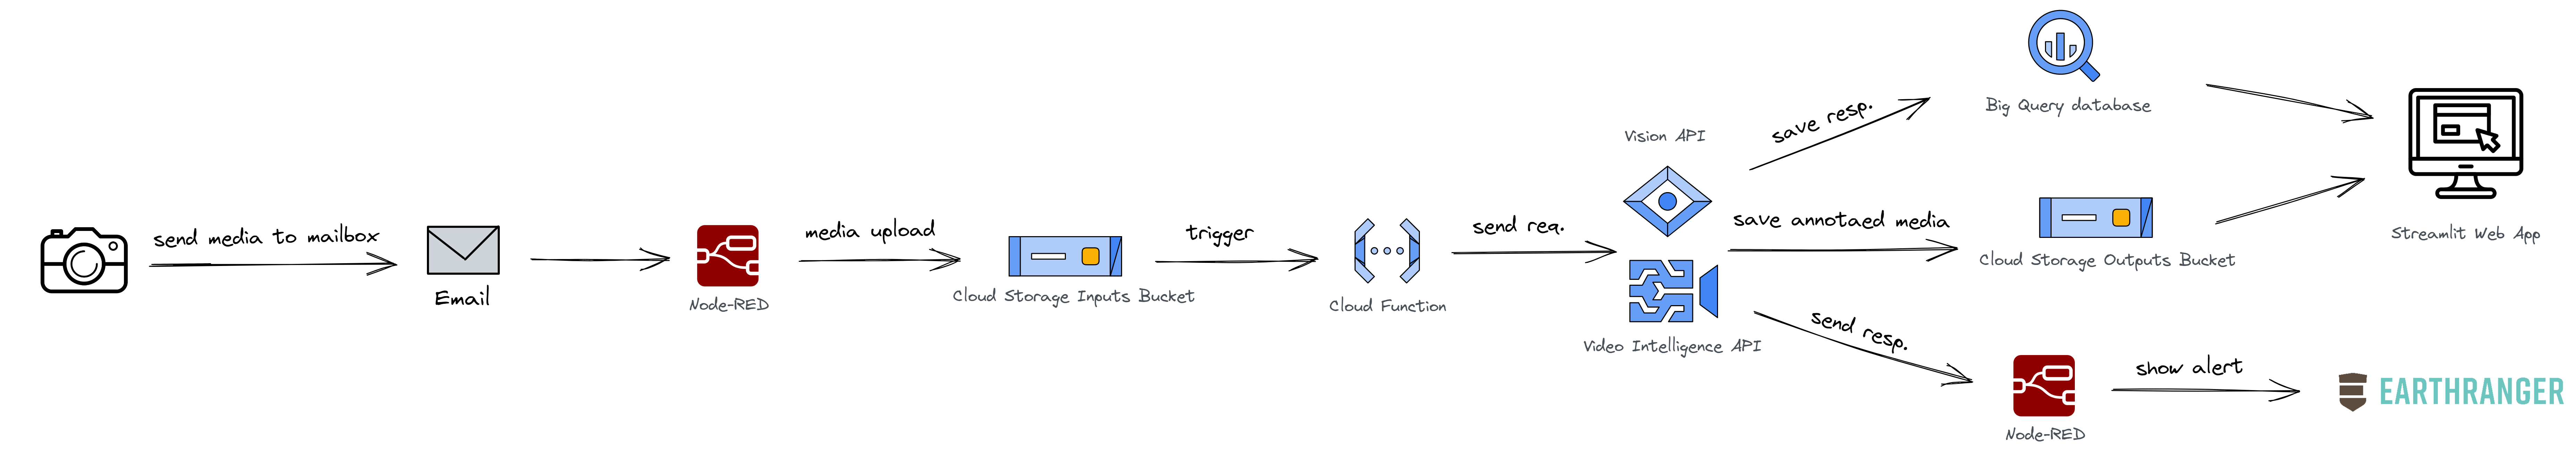 send media to mailbox
Email
Node-RED
media upload
Cloud Storage Inputs Bucket
trigger
Cloud Function
send req.
Vision API
Video Intelligence API
save resp.
save annotaed media
send resp.
Big Query database
Cloud Storage Outputs Bucket
Streamlit Web App
Node-RED
show alert
EARTHRANGER